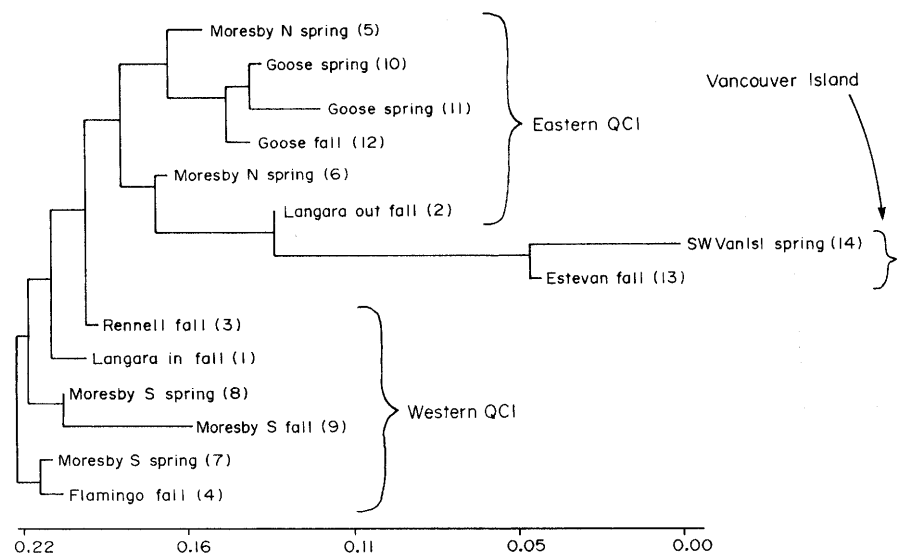 Moresby N spring (5)
Goose spring (10)
Vancouver Island
Goose spring (11)
Eastern QCI
Goose fall (12)
Moresby N spring (6)
Langara out fall (2)
SW VanIsl spring (14)
Estevan fall (13)
Rennell fall (3)
Langara in fall (1)
Moresby S spring (8)
Western QCI
Moresby S fall (9)
Moresby S spring (7)
Flamingo fall (4)
0.22 0.16 0.11 0.05 0.00